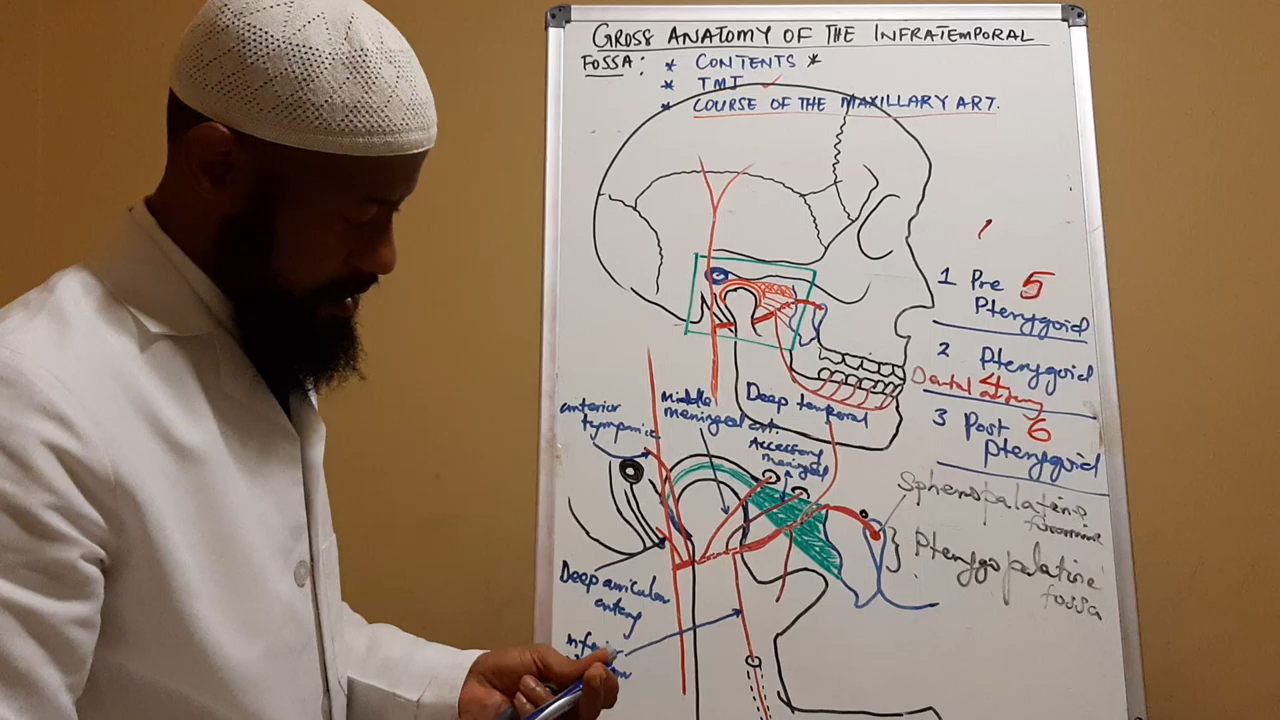 GROSS ANATOMY OF THE INFRATEMPORAL
FOSSA: * CONTENTS *
* TMJ
* COURSE OF THE MAXILLARY ART.
1 Pre 5
Pterygoid
2 Pterygoid
Dental 4
3 Post 6
Pterygoid
anterior
tympanic
Middle
meningeal art.
Deep temporal
Accessory
meningeal
Sphenopalatine
foramina
Pterygopalatine
fossa
Deep auricular
artery
Inferior